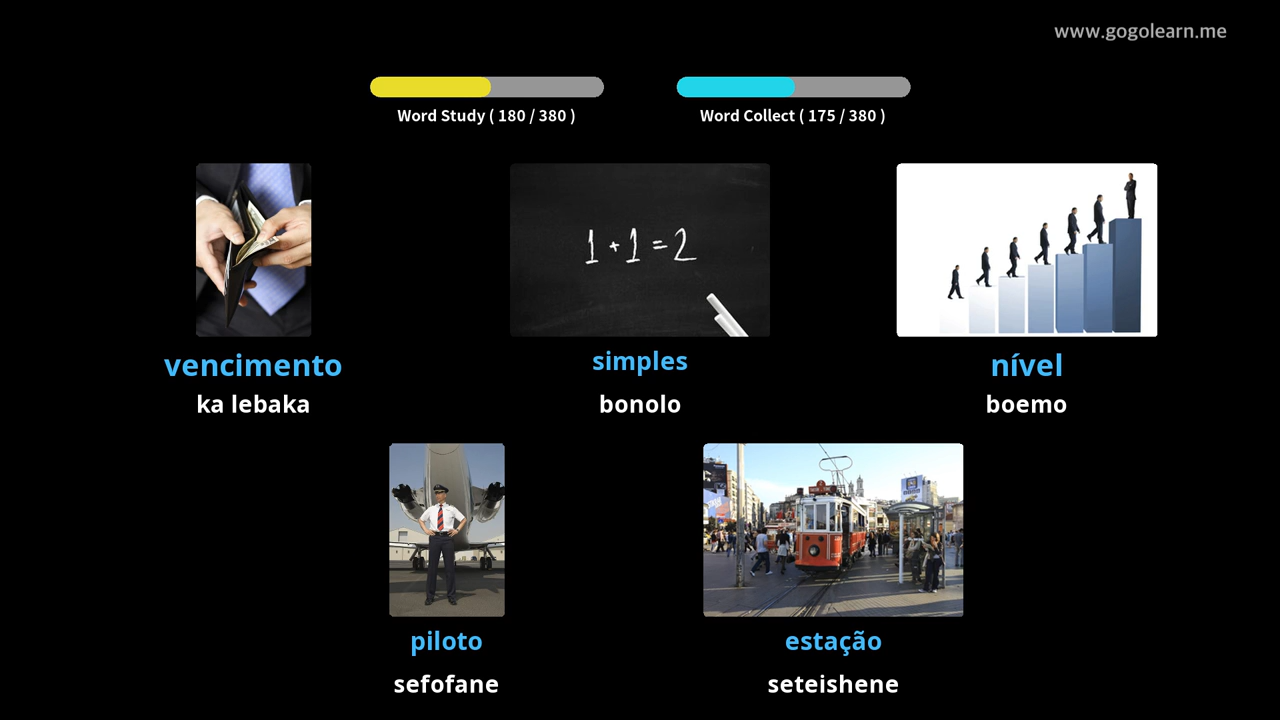 www.gogolearn.me
Word Study ( 180 / 380 )
Word Collect ( 175 / 380 )
1 + 1 = 2
vencimento
ka lebaka
simples
bonolo
nível
boemo
piloto
sefofane
estação
seteishene